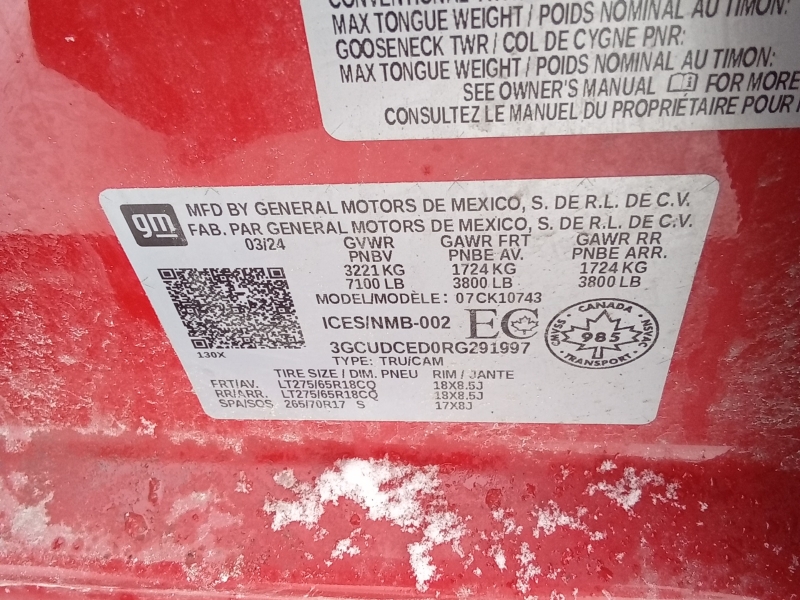 CONVENTIONAL TWR
MAX TONGUE WEIGHT / POIDS NOMINAL AU TIMON:
GOOSENECK TWR / COL DE CYGNE PNR:
MAX TONGUE WEIGHT / POIDS NOMINAL AU TIMON:
SEE OWNER'S MANUAL FOR MORE
CONSULTEZ LE MANUEL DU PROPRIÉTAIRE POUR
gm
MFD BY GENERAL MOTORS DE MEXICO, S. DE R.L. DE C.V.
FAB. PAR GENERAL MOTORS DE MEXICO, S. DE R.L. DE C.V.
03/24 GVWR GAWR FRT GAWR RR
PNBV PNBE AV. PNBE ARR.
3221 KG 1724 KG 1724 KG
7100 LB 3800 LB 3800 LB
MODEL/MODÈLE: 07CK10743
ICES/NMB-002 EC
3GCUDCED0RG291997
130X
TYPE: TRU/CAM
TIRE SIZE / DIM. PNEU RIM / JANTE
FRT/AV. LT275/65R18CQ 18X8.5J
RR/ARR. LT275/65R18CQ 18X8.5J
SPA/SOS 265/70R17 S 17X8J
CANADA
CMVSS NSVAC
985
TRANSPORT